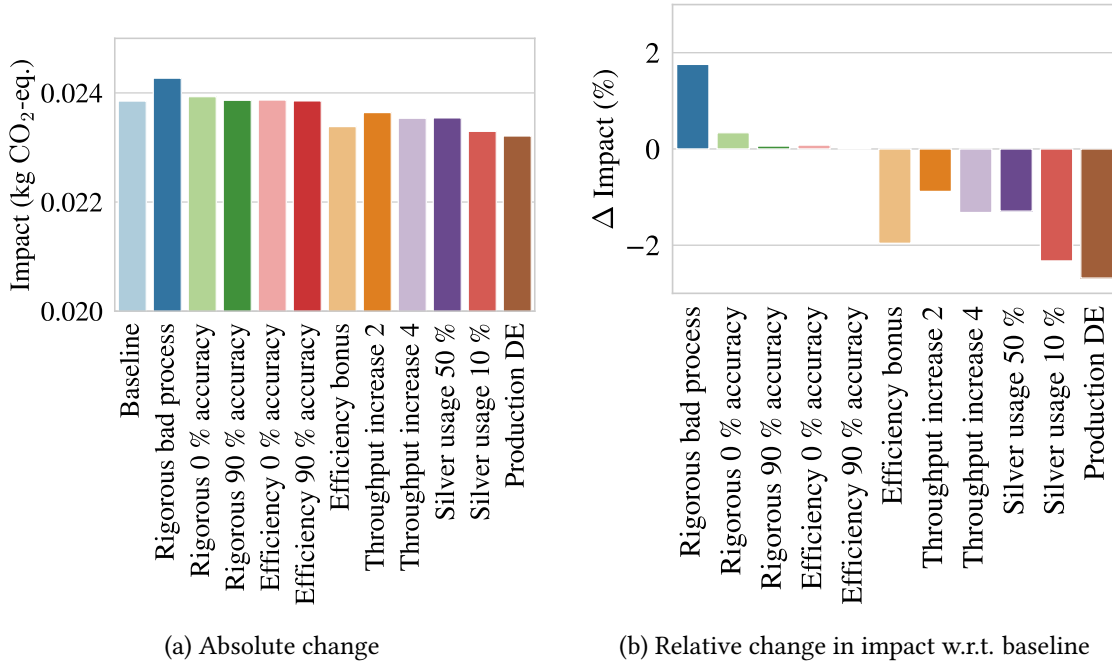 Impact (kg CO₂-eq.)
0.024
0.022
0.020
Baseline
Rigorous bad process
Rigorous 0 % accuracy
Rigorous 90 % accuracy
Efficiency 0 % accuracy
Efficiency 90 % accuracy
Efficiency bonus
Throughput increase 2
Throughput increase 4
Silver usage 50 %
Silver usage 10 %
Production DE
(a) Absolute change
Δ Impact (%)
2
0
−2
Rigorous bad process
Rigorous 0 % accuracy
Rigorous 90 % accuracy
Efficiency 0 % accuracy
Efficiency 90 % accuracy
Efficiency bonus
Throughput increase 2
Throughput increase 4
Silver usage 50 %
Silver usage 10 %
Production DE
(b) Relative change in impact w.r.t. baseline